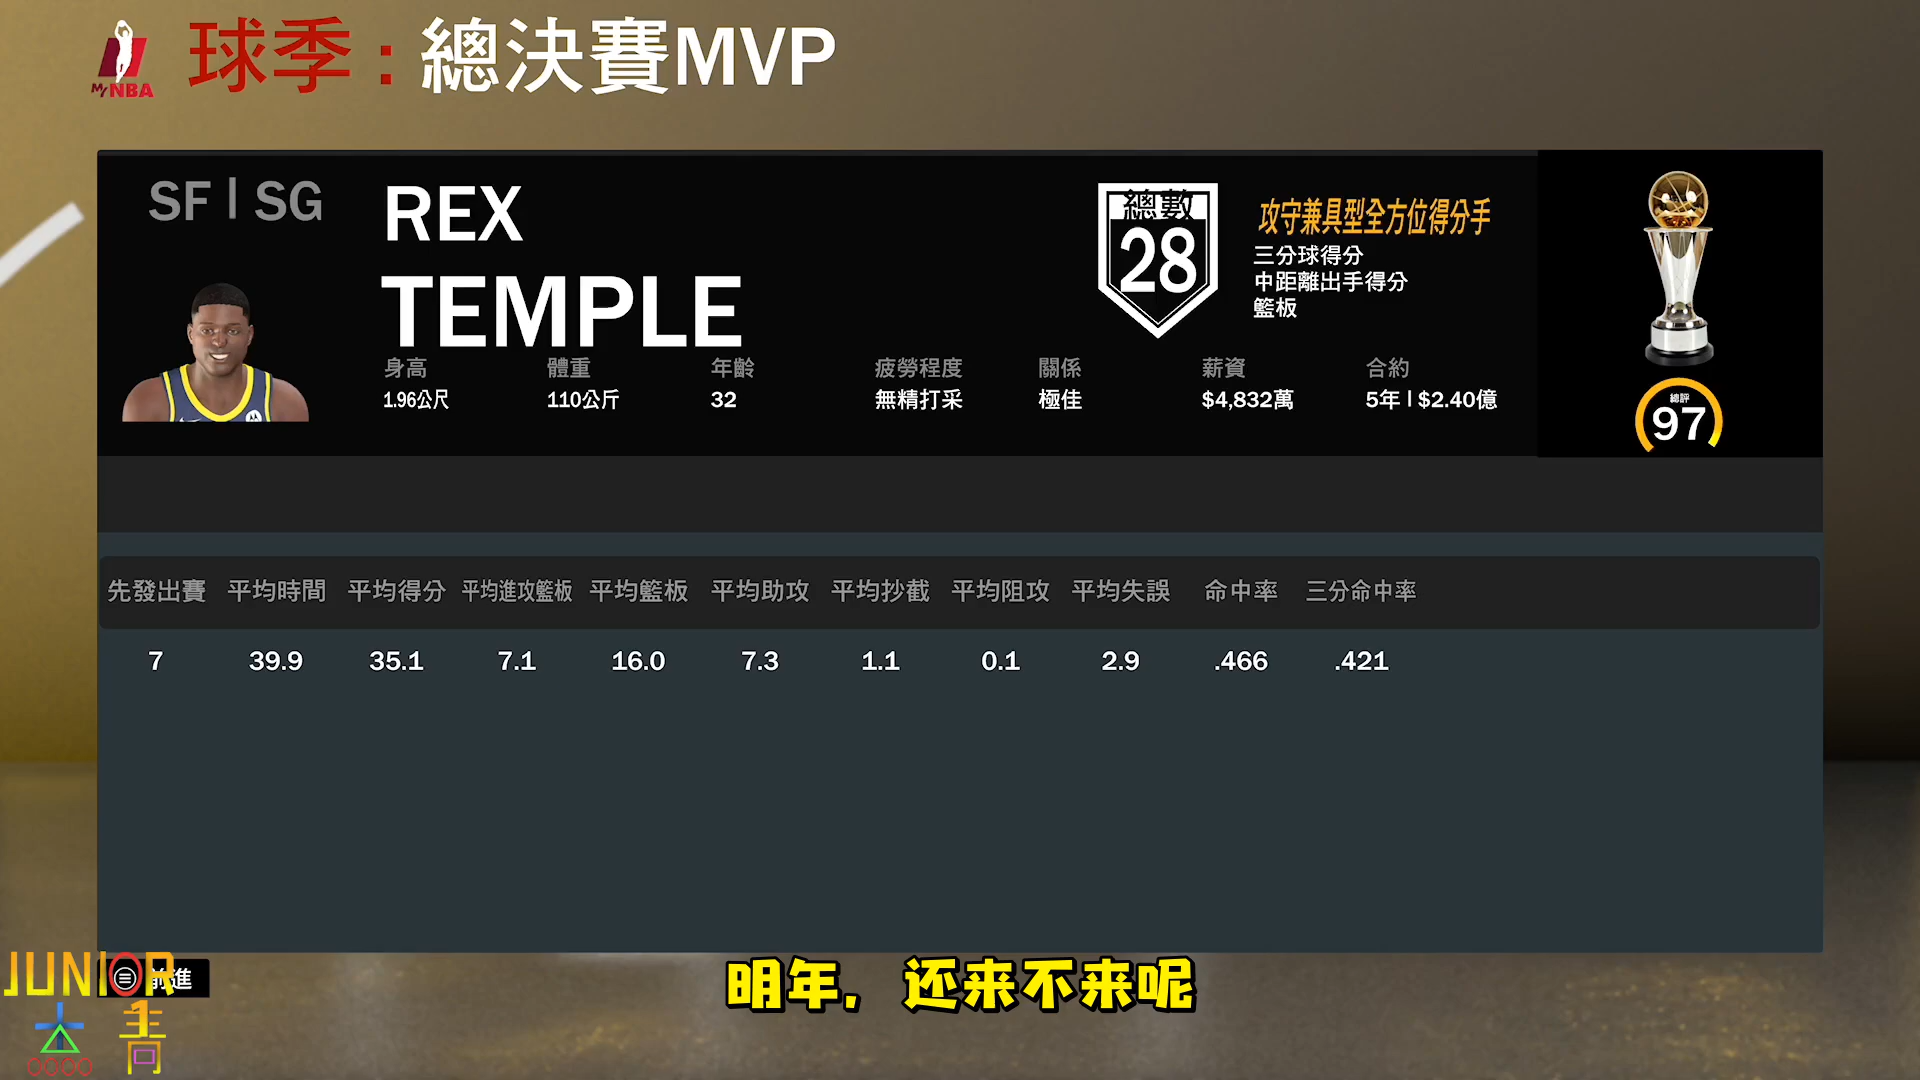 My NBA
球季：總決賽MVP
SF | SG
REX
TEMPLE
總數
28
攻守兼具型全方位得分手
三分球得分
中距離出手得分
籃板
身高 體重 年齡 疲勞程度 關係 薪資 合約
1.96公尺 110公斤 32 無精打采 極佳 $4,832萬 5年 | $2.40億
總評
97
先發出賽 平均時間 平均得分 平均進攻籃板 平均籃板 平均助攻 平均抄截 平均阻攻 平均失誤 命中率 三分命中率
7 39.9 35.1 7.1 16.0 7.3 1.1 0.1 2.9 .466 .421
明年，还来不来呢
JUNIOR
前進